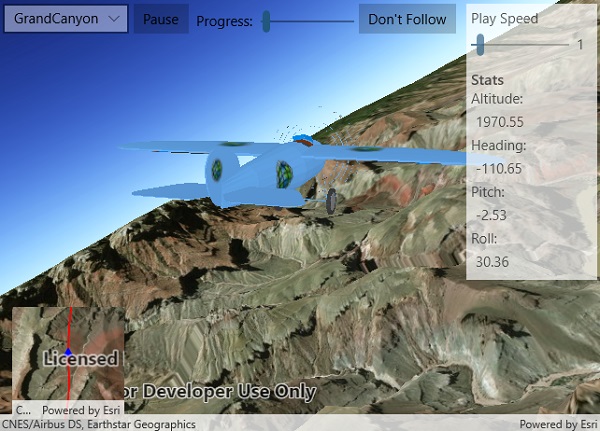 GrandCanyon
Pause
Progress:
Don't Follow
Play Speed
1
Stats
Altitude:
1970.55
Heading:
-110.65
Pitch:
-2.53
Roll:
30.36
Licensed
or Developer Use Only
C... Powered by Esri
CNES/Airbus DS, Earthstar Geographics
Powered by Esri